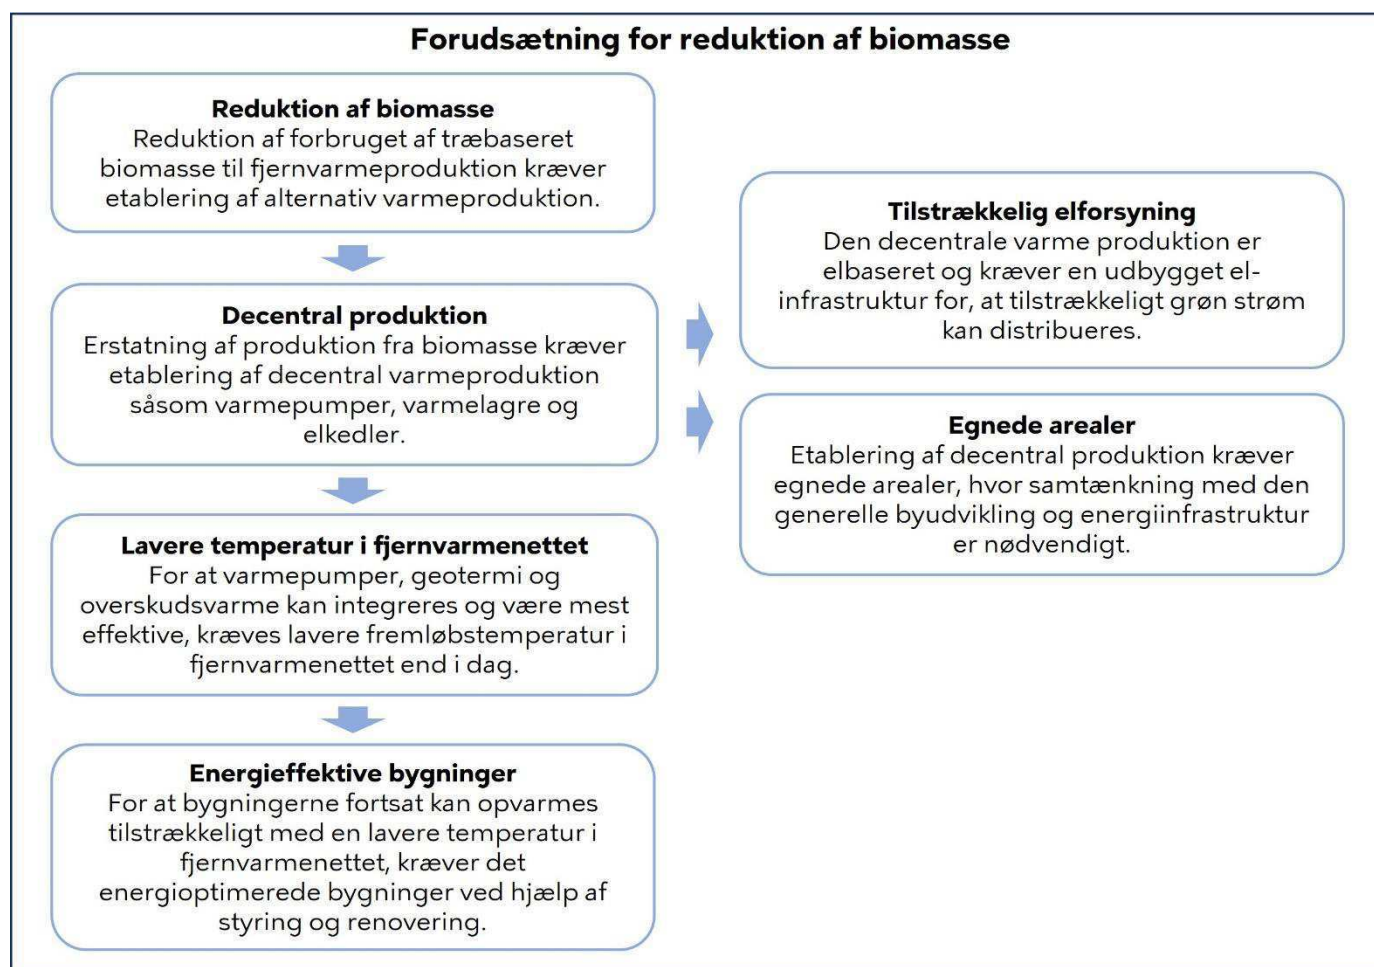 Forudsætning for reduktion af biomasse
Reduktion af biomasse
Reduktion af forbruget af træbaseret
biomasse til fjernvarmeproduktion kræver
etablering af alternativ varmeproduktion.
Decentral produktion
Erstatning af produktion fra biomasse kræver
etablering af decentral varmeproduktion
såsom varmepumper, varmelagre og
elkedler.
Tilstrækkelig elforsyning
Den decentrale varme produktion er
elbaseret og kræver en udbygget el-
infrastruktur for, at tilstrækkeligt grøn strøm
kan distribueres.
Egnede arealer
Etablering af decentral produktion kræver
egnede arealer, hvor samtænkning med den
generelle byudvikling og energiinfrastruktur
er nødvendigt.
Lavere temperatur i fjernvarmenettet
For at varmepumper, geotermi og
overskudsvarme kan integreres og være mest
effektive, kræves lavere fremløbstemperatur i
fjernvarmenettet end i dag.
Energieffektive bygninger
For at bygningerne fortsat kan opvarmes
tilstrækkeligt med en lavere temperatur i
fjernvarmenettet, kræver det
energioptimerede bygninger ved hjælp af
styring og renovering.